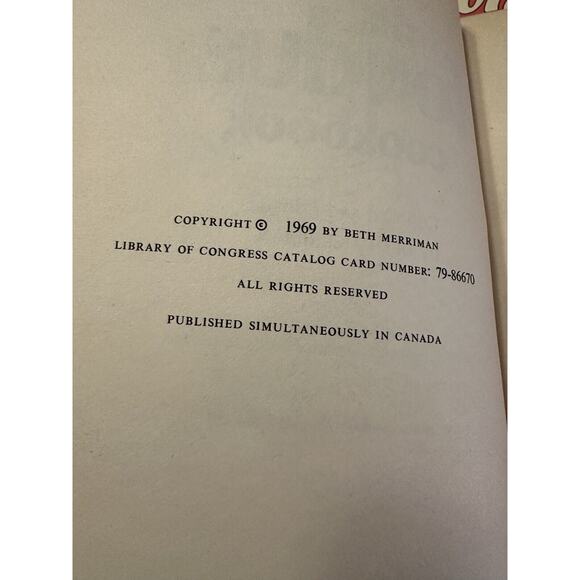 COPYRIGHT © 1969 BY BETH MERRIMAN
LIBRARY OF CONGRESS CATALOG CARD NUMBER: 79-86670
ALL RIGHTS RESERVED
PUBLISHED SIMULTANEOUSLY IN CANADA